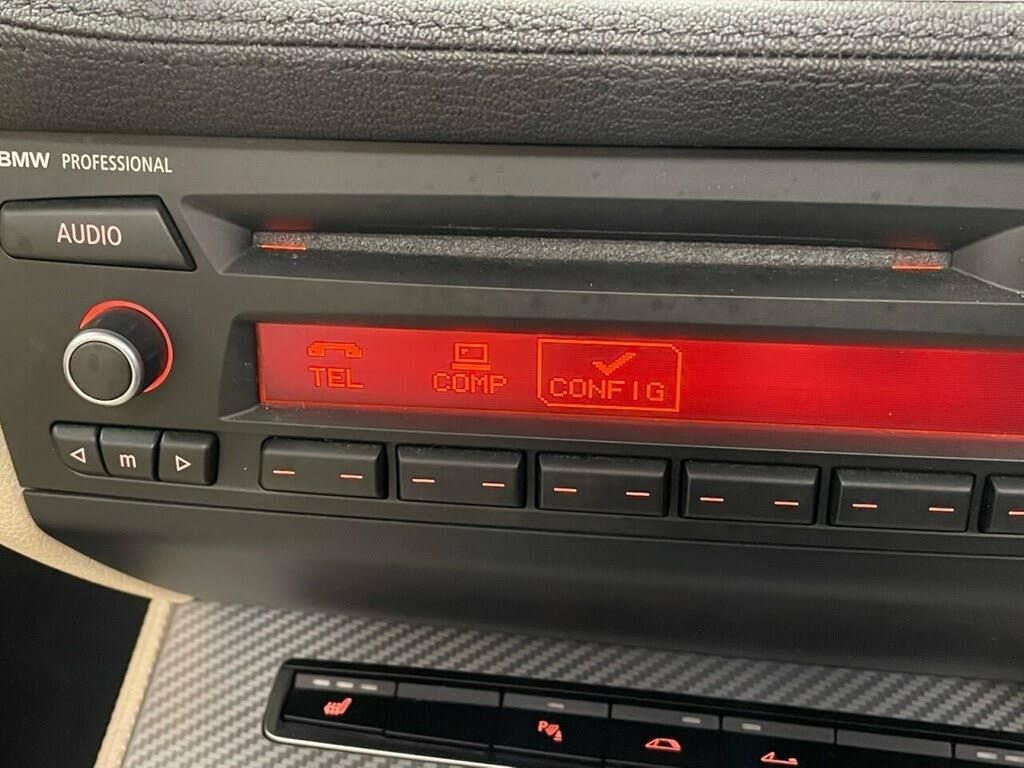 BMW PROFESSIONAL
AUDIO
TEL COMP CONFIG
m
P